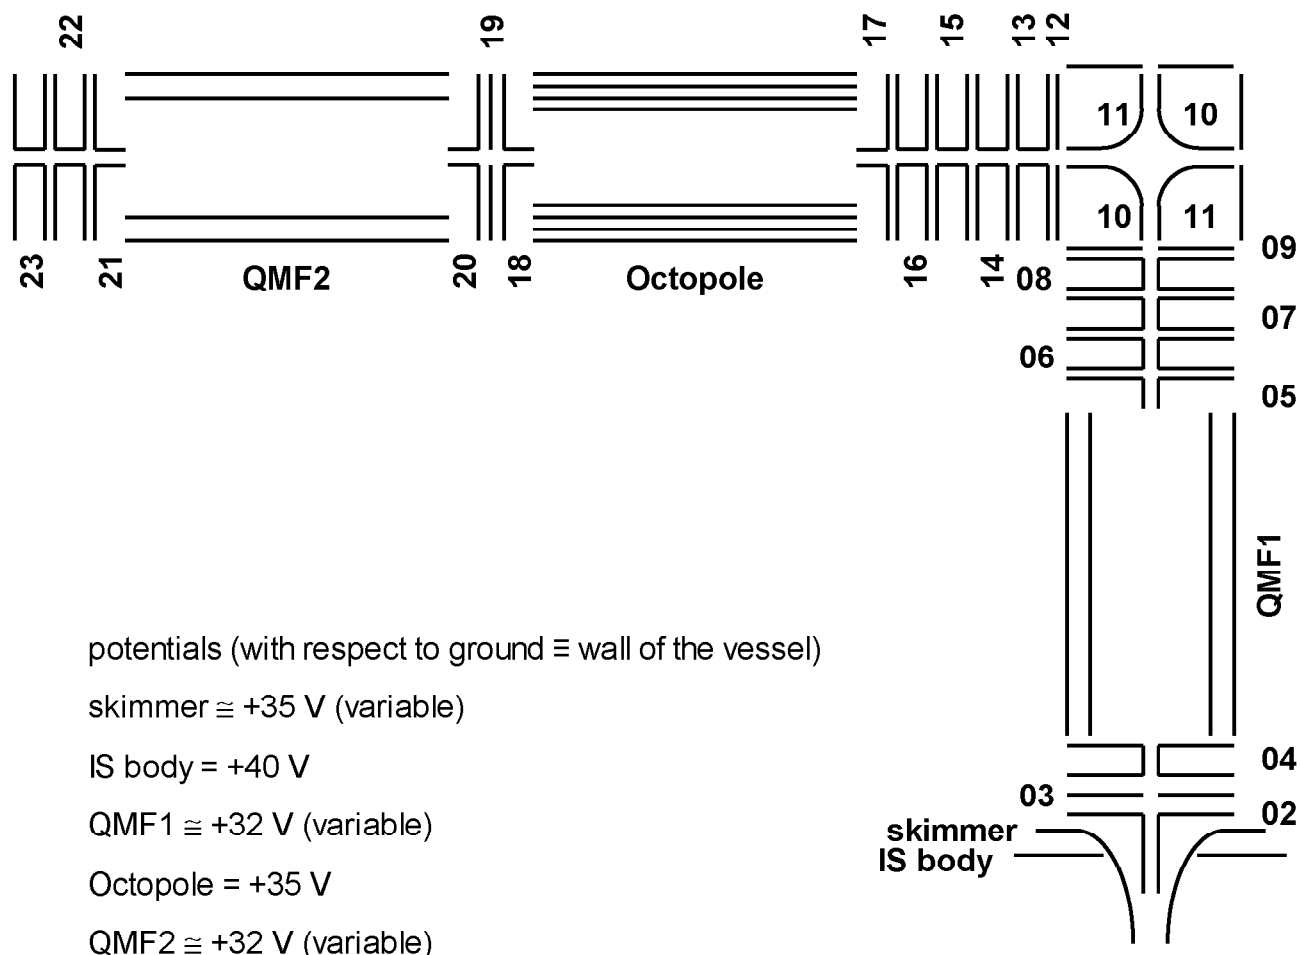 22 19 17 15 13 12
11 10
10 11
09
23 21 QMF2 20 18 Octopole 16 14 08
07
06
05
QMF1
potentials (with respect to ground ≡ wall of the vessel)
skimmer ≅ +35 V (variable)
IS body = +40 V
QMF1 ≅ +32 V (variable)
Octopole = +35 V
QMF2 ≅ +32 V (variable)
04
03
02
skimmer
IS body